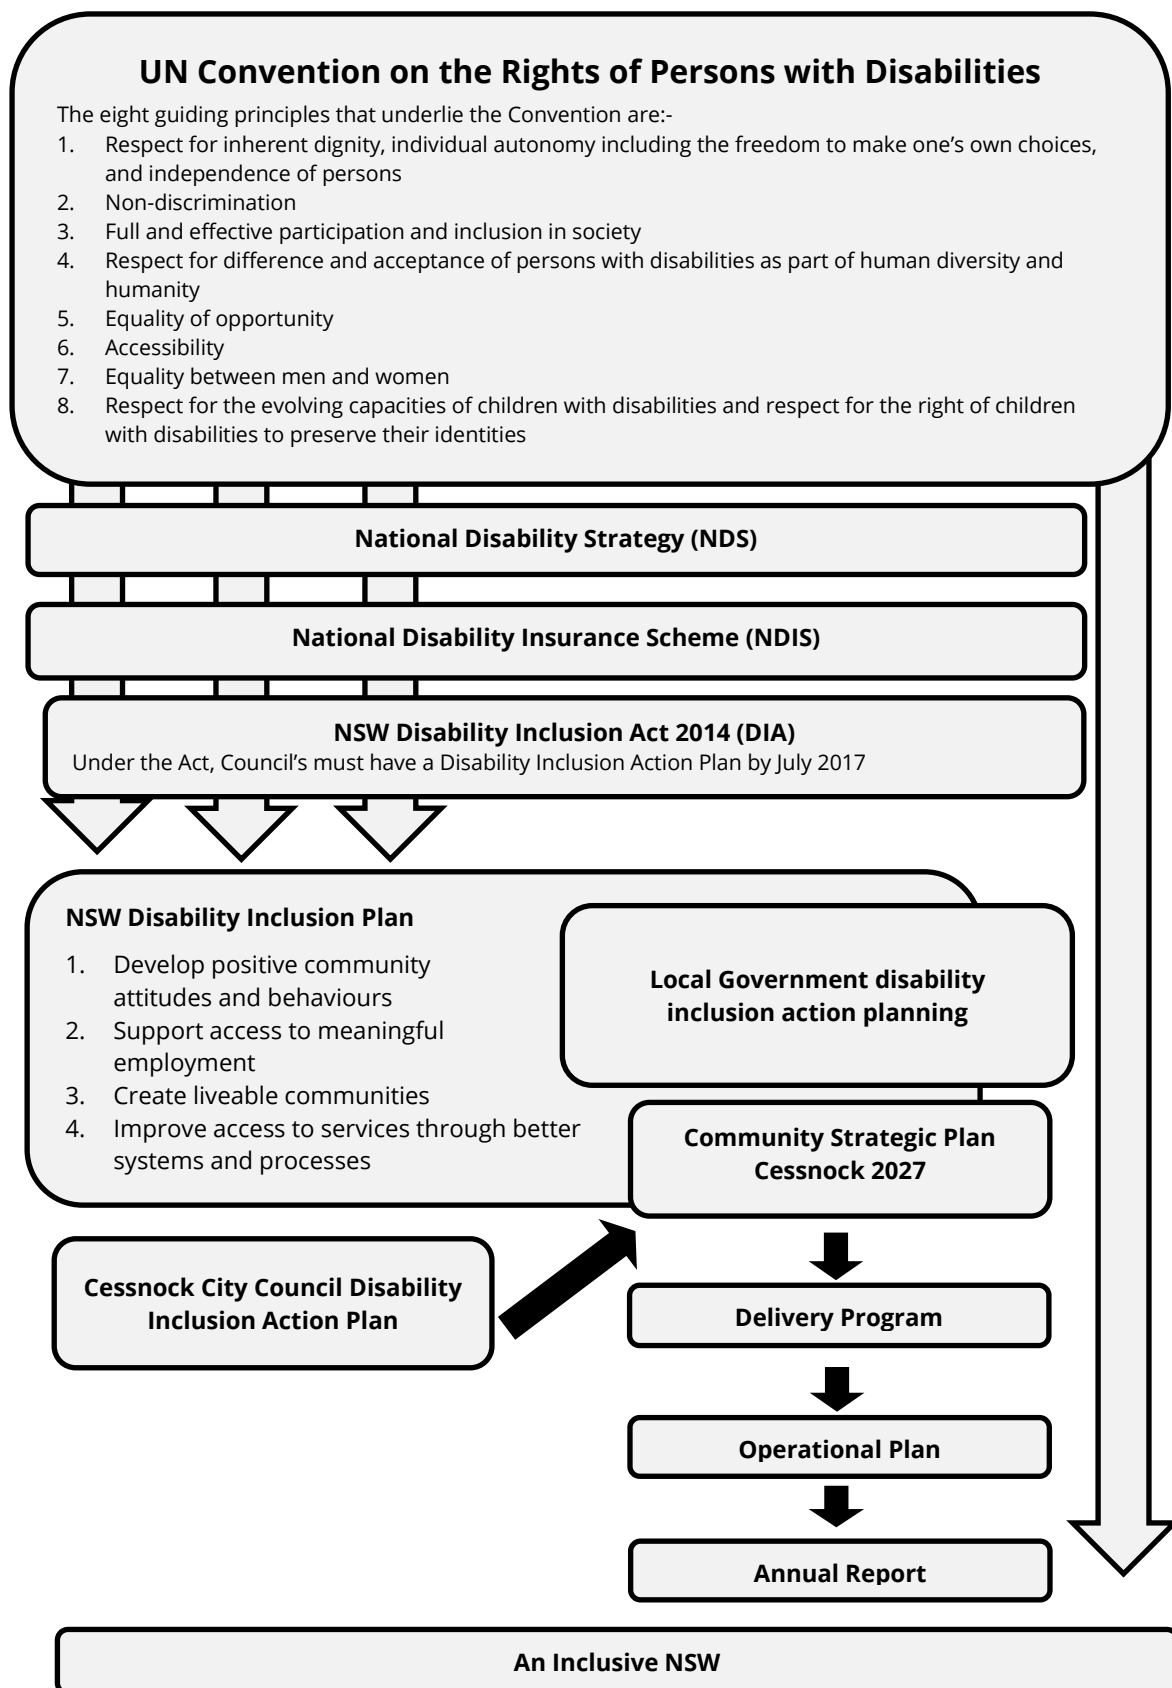 UN Convention on the Rights of Persons with Disabilities
The eight guiding principles that underlie the Convention are:-
1. Respect for inherent dignity, individual autonomy including the freedom to make one’s own choices,
and independence of persons
2. Non-discrimination
3. Full and effective participation and inclusion in society
4. Respect for difference and acceptance of persons with disabilities as part of human diversity and
humanity
5. Equality of opportunity
6. Accessibility
7. Equality between men and women
8. Respect for the evolving capacities of children with disabilities and respect for the right of children
with disabilities to preserve their identities
National Disability Strategy (NDS)
National Disability Insurance Scheme (NDIS)
NSW Disability Inclusion Act 2014 (DIA)
Under the Act, Council’s must have a Disability Inclusion Action Plan by July 2017
NSW Disability Inclusion Plan
1. Develop positive community
attitudes and behaviours
2. Support access to meaningful
employment
3. Create liveable communities
4. Improve access to services through better
systems and processes
Local Government disability
inclusion action planning
Community Strategic Plan
Cessnock 2027
Cessnock City Council Disability
Inclusion Action Plan
Delivery Program
Operational Plan
Annual Report
An Inclusive NSW